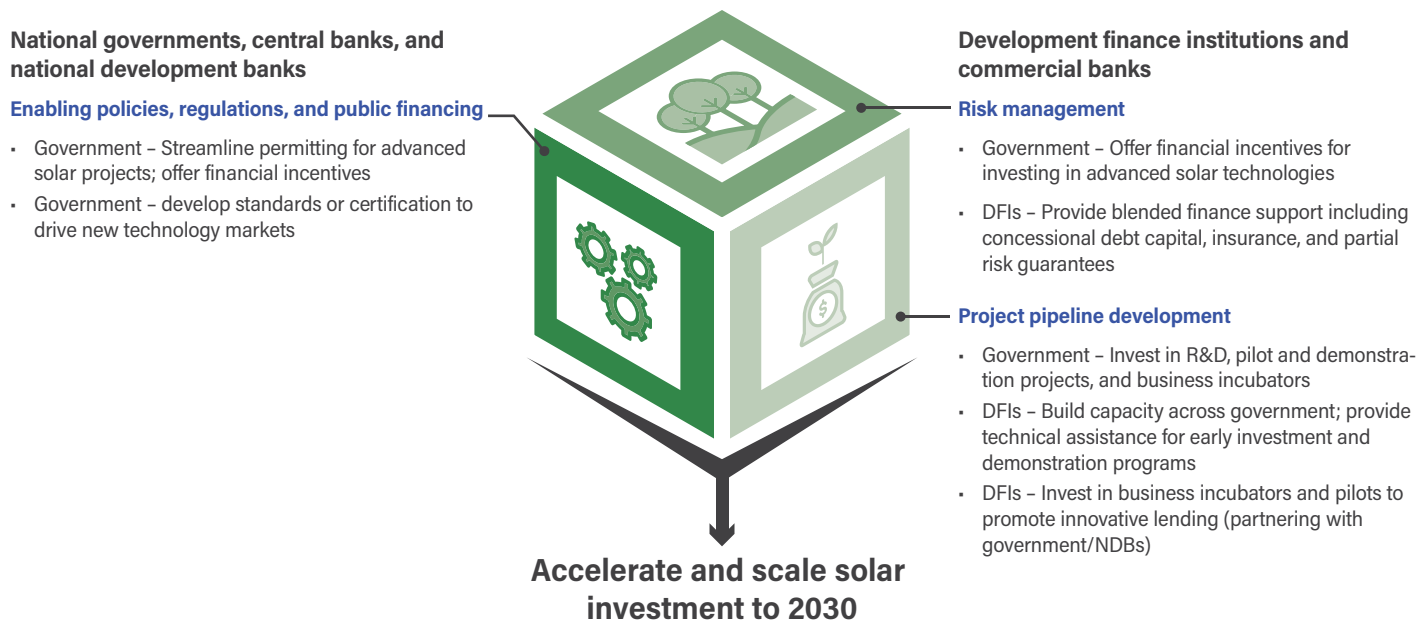 National governments, central banks, and
national development banks
Enabling policies, regulations, and public financing
• Government – Streamline permitting for advanced
solar projects; offer financial incentives
• Government – develop standards or certification to
drive new technology markets
Development finance institutions and
commercial banks
Risk management
• Government – Offer financial incentives for
investing in advanced solar technologies
• DFIs – Provide blended finance support including
concessional debt capital, insurance, and partial
risk guarantees
Project pipeline development
• Government – Invest in R&D, pilot and demonstra-
tion projects, and business incubators
• DFIs – Build capacity across government; provide
technical assistance for early investment and
demonstration programs
• DFIs – Invest in business incubators and pilots to
promote innovative lending (partnering with
government/NDBs)
$
Accelerate and scale solar
investment to 2030